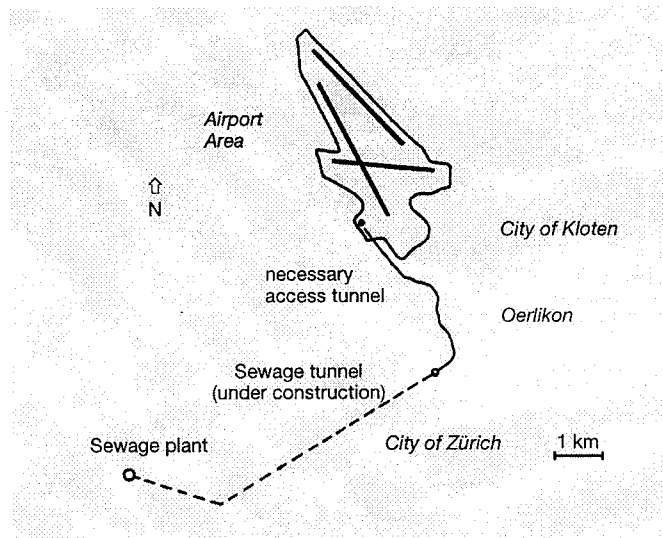 Airport
Area
N
City of Kloten
necessary
access tunnel
Oerlikon
Sewage tunnel
(under construction)
Sewage plant
City of Zürich
1 km